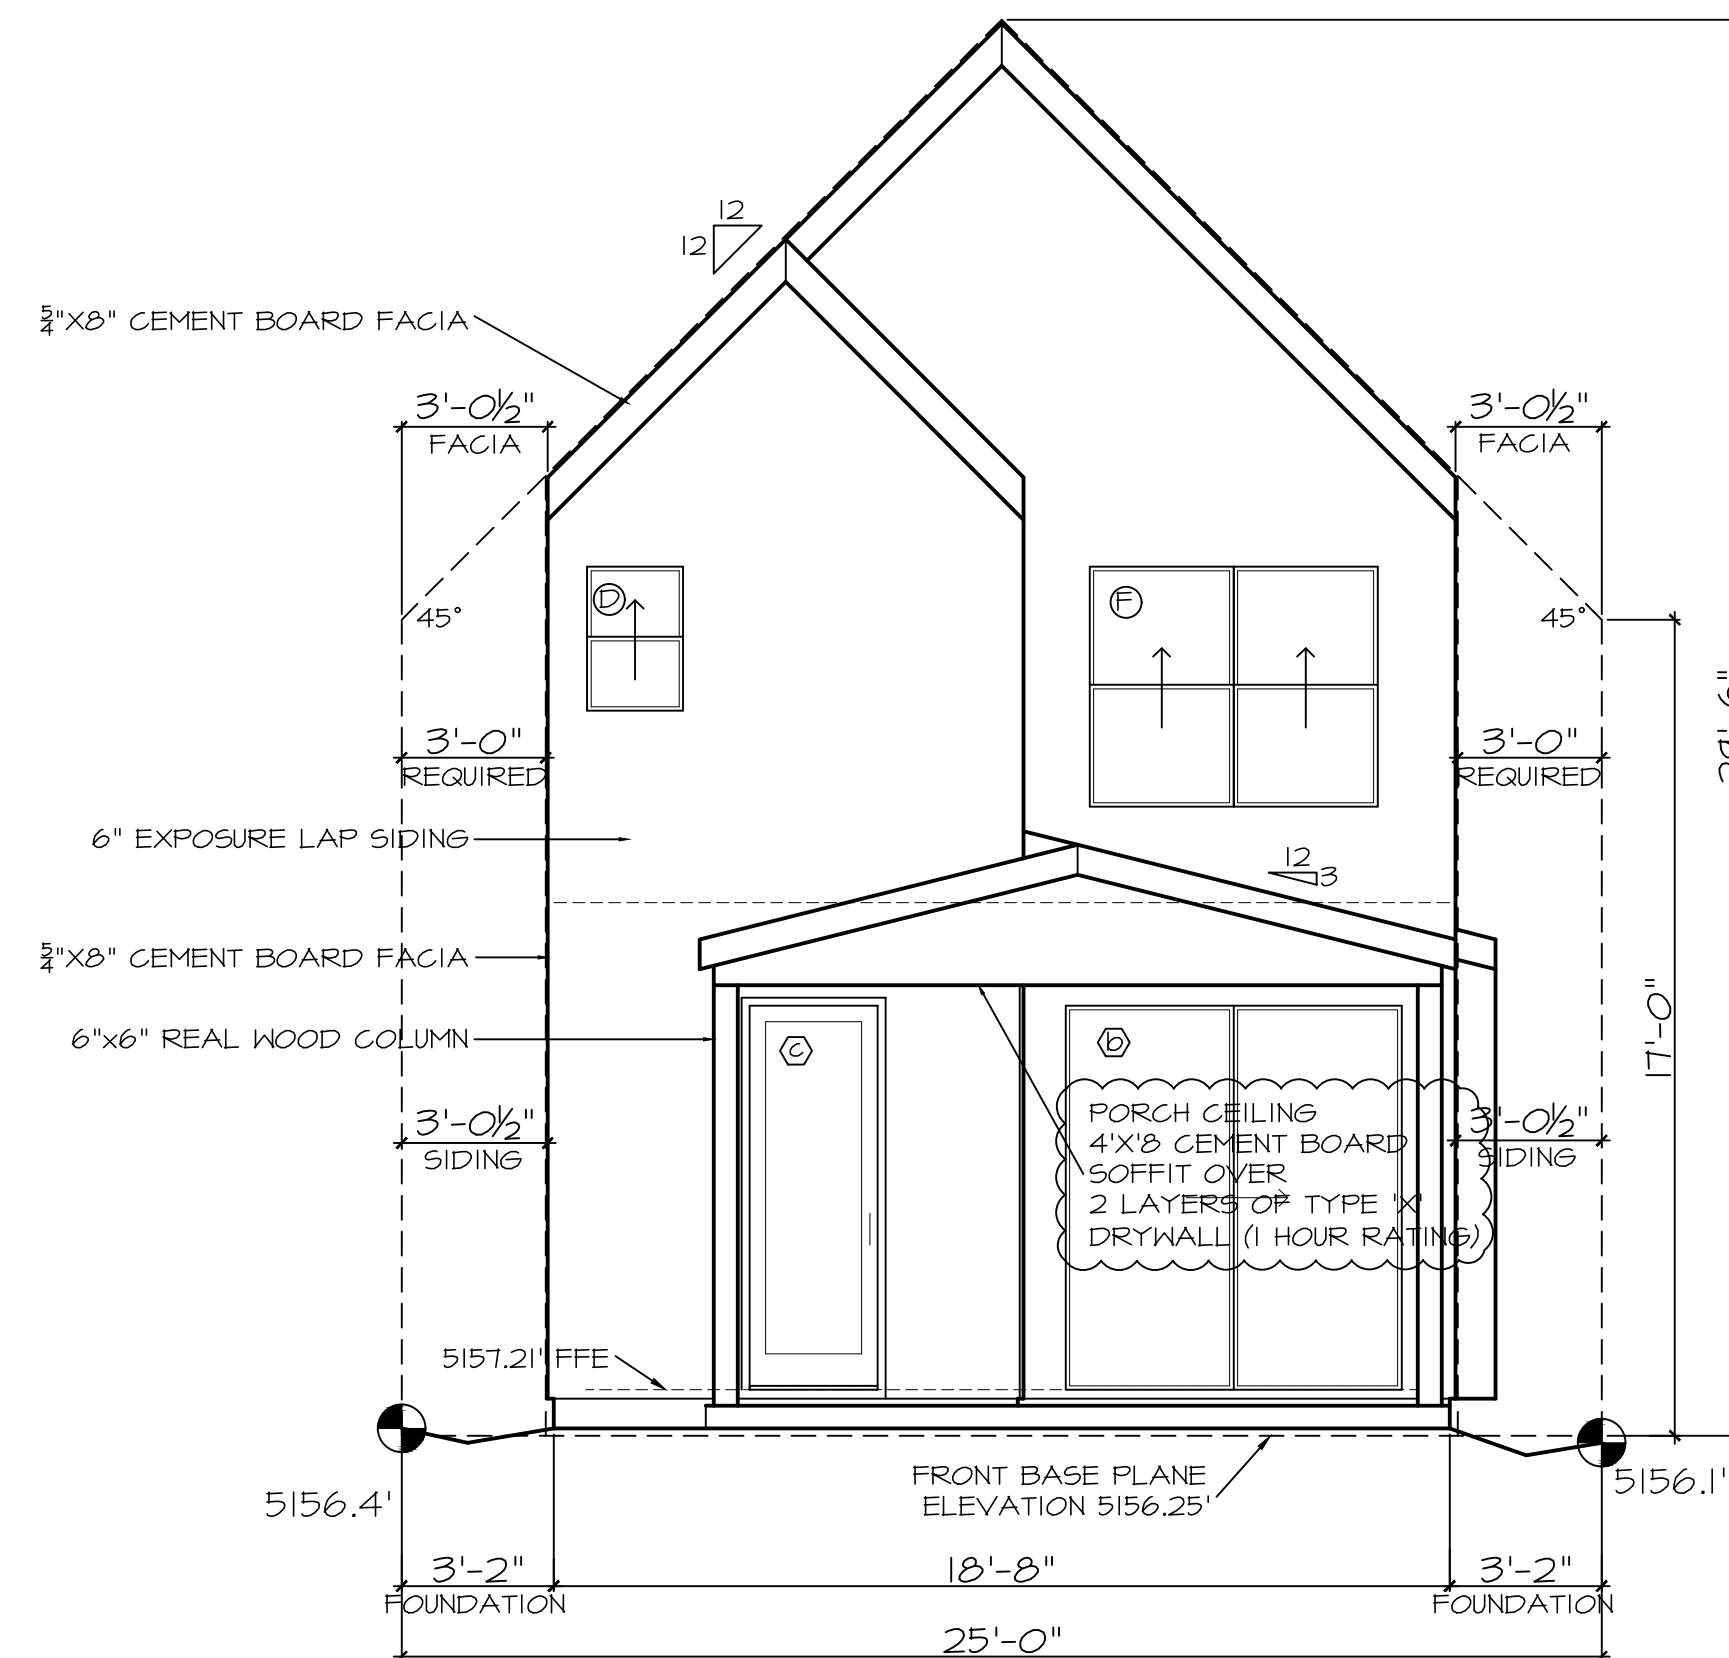 12
12
5/4"X8" CEMENT BOARD FACIA
3'-0½"
FACIA
3'-0½"
FACIA
45°
45°
D
F
3'-0"
REQUIRED
3'-0"
REQUIRED
6" EXPOSURE LAP SIDING
12
3
5/4"X8" CEMENT BOARD FACIA
17'-0"
6"x6" REAL WOOD COLUMN
c
b
3'-0½"
SIDING
PORCH CEILING
4'X'8 CEMENT BOARD
SOFFIT OVER
2 LAYERS OF TYPE 'X'
DRYWALL (1 HOUR RATING)
3'-0½"
SIDING
5157.21' FFE
5156.4'
FRONT BASE PLANE
ELEVATION 5156.25'
5156.1'
3'-2"
FOUNDATION
18'-8"
3'-2"
FOUNDATION
25'-0"